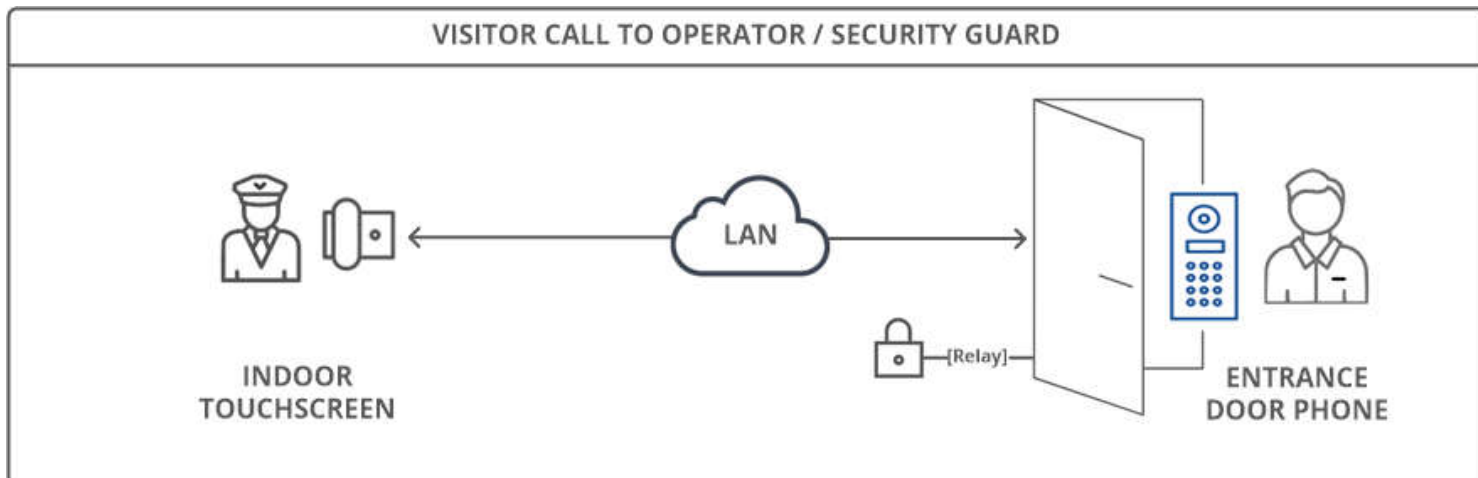 VISITOR CALL TO OPERATOR / SECURITY GUARD
LAN
[Relay]
INDOOR
TOUCHSCREEN
ENTRANCE
DOOR PHONE